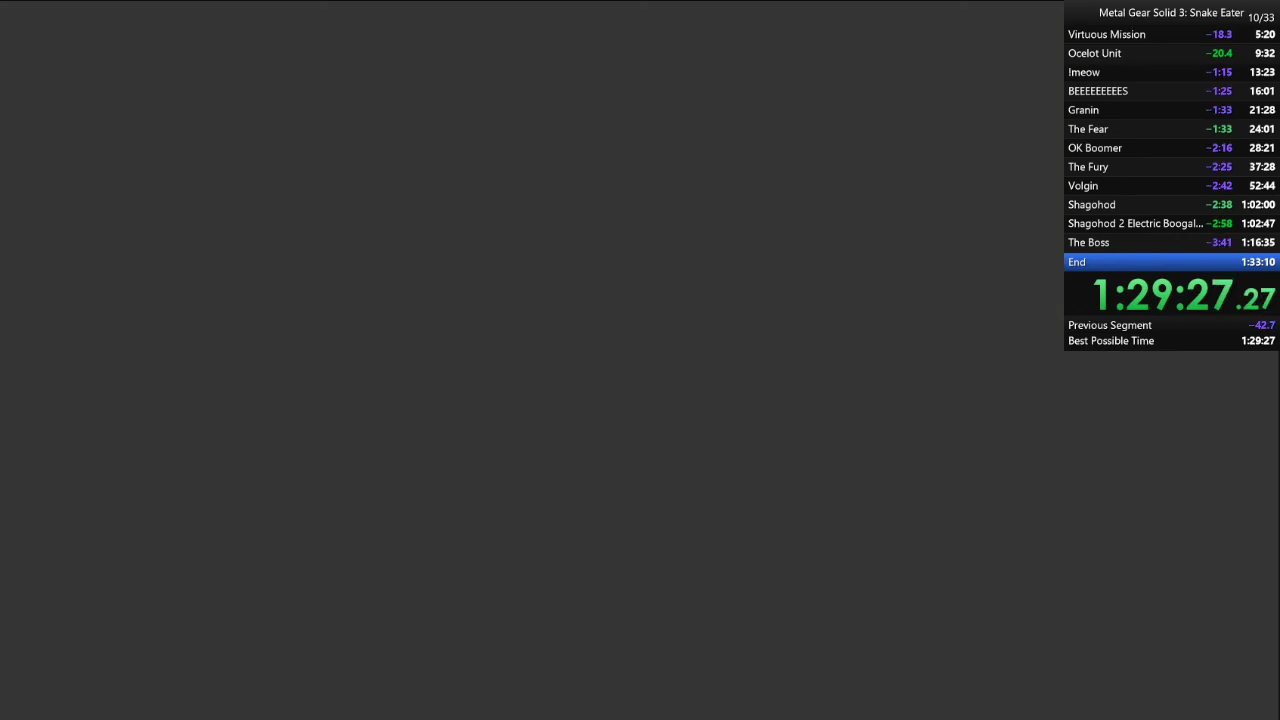 Metal Gear Solid 3: Snake Eater 10/33
Virtuous Mission -18.3 5:20
Ocelot Unit -20.4 9:32
!meow -1:15 13:23
BEEEEEEEEES -1:25 16:01
Granin -1:33 21:28
The Fear -1:33 24:01
OK Boomer -2:16 28:21
The Fury -2:25 37:28
Volgin -2:42 52:44
Shagohod -2:38 1:02:00
Shagohod 2 Electric Boogal... -2:58 1:02:47
The Boss -3:41 1:16:35
End 1:33:10
1:29:27.27
Previous Segment -42.7
Best Possible Time 1:29:27